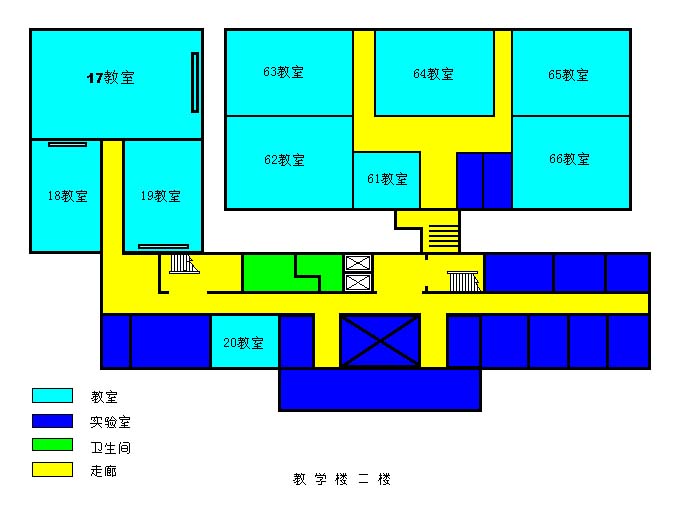 17教室
63教室
64教室
65教室
62教室
61教室
66教室
18教室
19教室
20教室
教室
实验室
卫生间
走廊
教 学 楼 二 楼